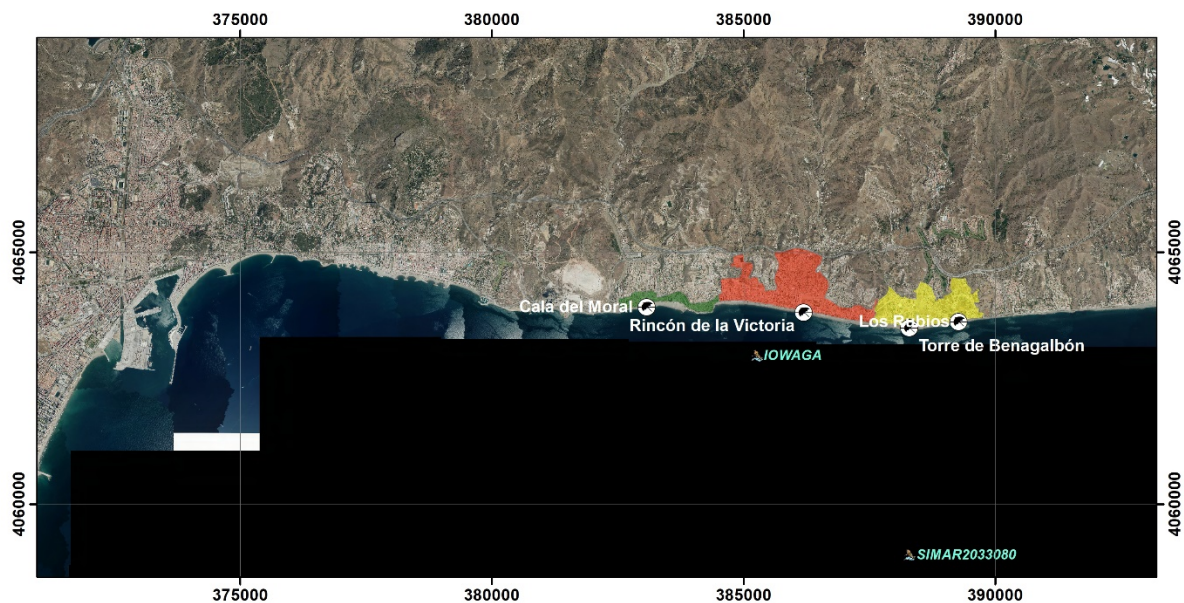 375000
380000
385000
390000
4065000
4065000
Cala del Moral
Rincón de la Victoria
Los Rubios
Torre de Benagalbón
IOWAGA
4060000
4060000
SIMAR2033080
375000
380000
385000
390000